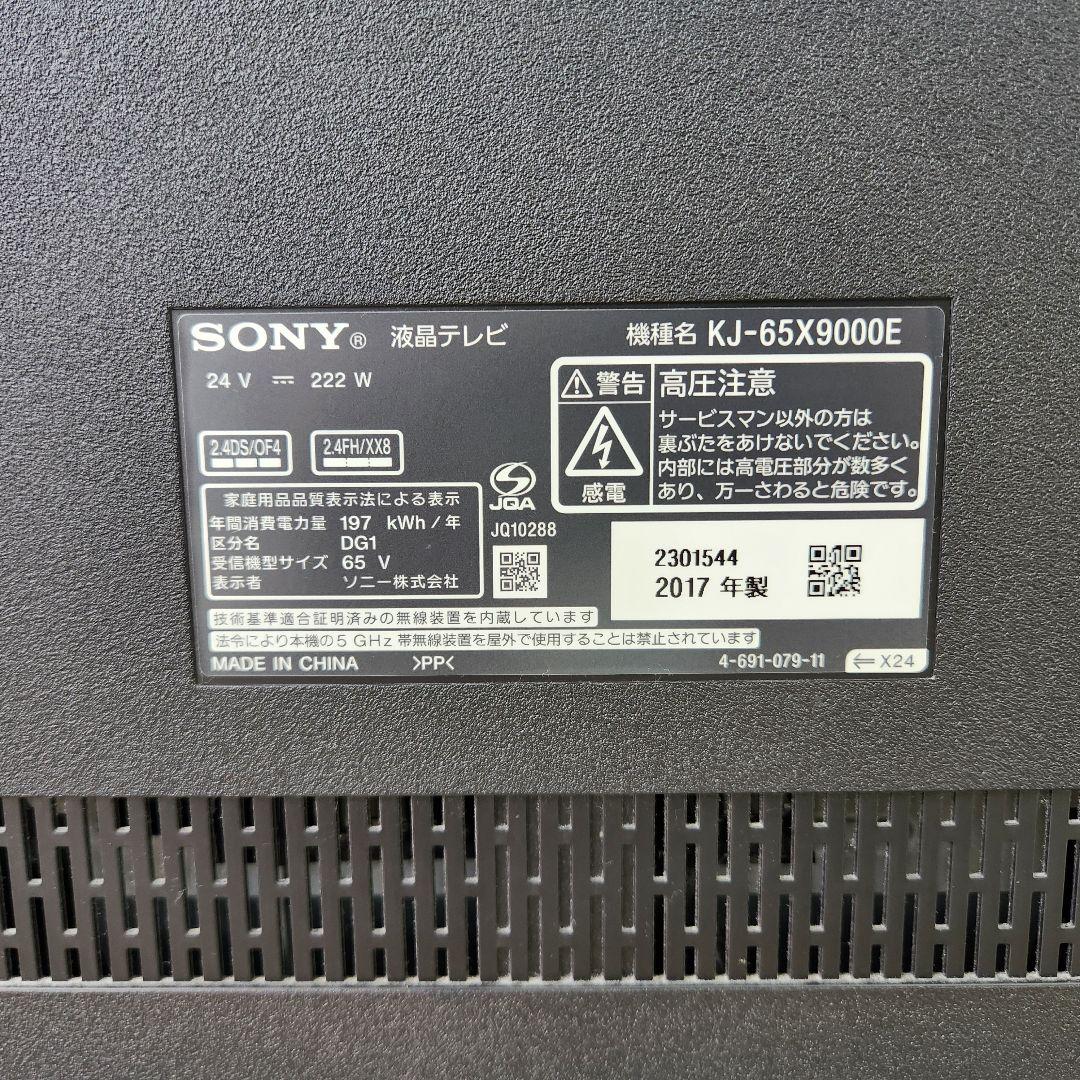 SONY® 液晶テレビ 機種名 KJ-65X9000E
24 V ⎓ 222 W
2.4DS/OF4 2.4FH/XX8
⚠警告 高圧注意
サービスマン以外の方は
裏ぶたをあけないでください。
内部には高電圧部分が数多く
あり、万一さわると危険です。
感電
家庭用品品質表示法による表示
年間消費電力量 197 kWh/年
区分名 DG1
受信機型サイズ 65 V
表示者 ソニー株式会社
JQA
JQ10288
2301544
2017 年製
技術基準適合証明済みの無線装置を内蔵しています
法令により本機の5 GHz 帯無線装置を屋外で使用することは禁止されています
MADE IN CHINA >PP< 4-691-079-11 ⇐ X24